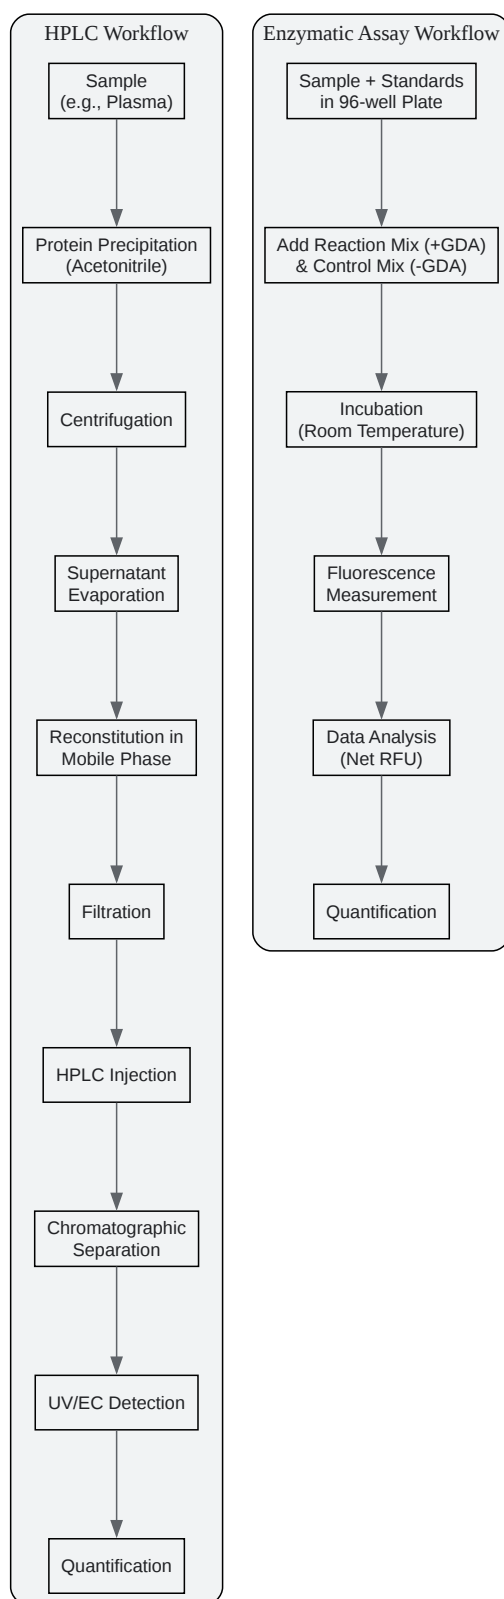 HPLC Workflow
Sample
(e.g., Plasma)
Protein Precipitation
(Acetonitrile)
Centrifugation
Supernatant
Evaporation
Reconstitution in
Mobile Phase
Filtration
HPLC Injection
Chromatographic
Separation
UV/EC Detection
Quantification
Enzymatic Assay Workflow
Sample + Standards
in 96-well Plate
Add Reaction Mix (+GDA)
& Control Mix (-GDA)
Incubation
(Room Temperature)
Fluorescence
Measurement
Data Analysis
(Net RFU)
Quantification